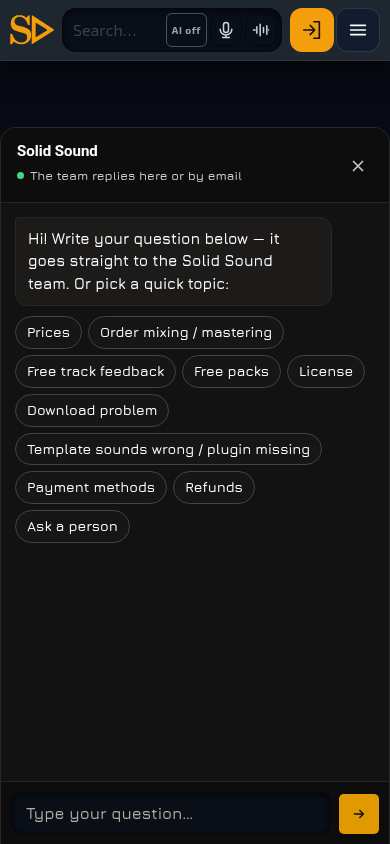 Search...
AI off
Solid Sound
The team replies here or by email
Hi! Write your question below — it
goes straight to the Solid Sound
team. Or pick a quick topic:
Prices
Order mixing / mastering
Free track feedback
Free packs
License
Download problem
Template sounds wrong / plugin missing
Payment methods
Refunds
Ask a person
Type your question...